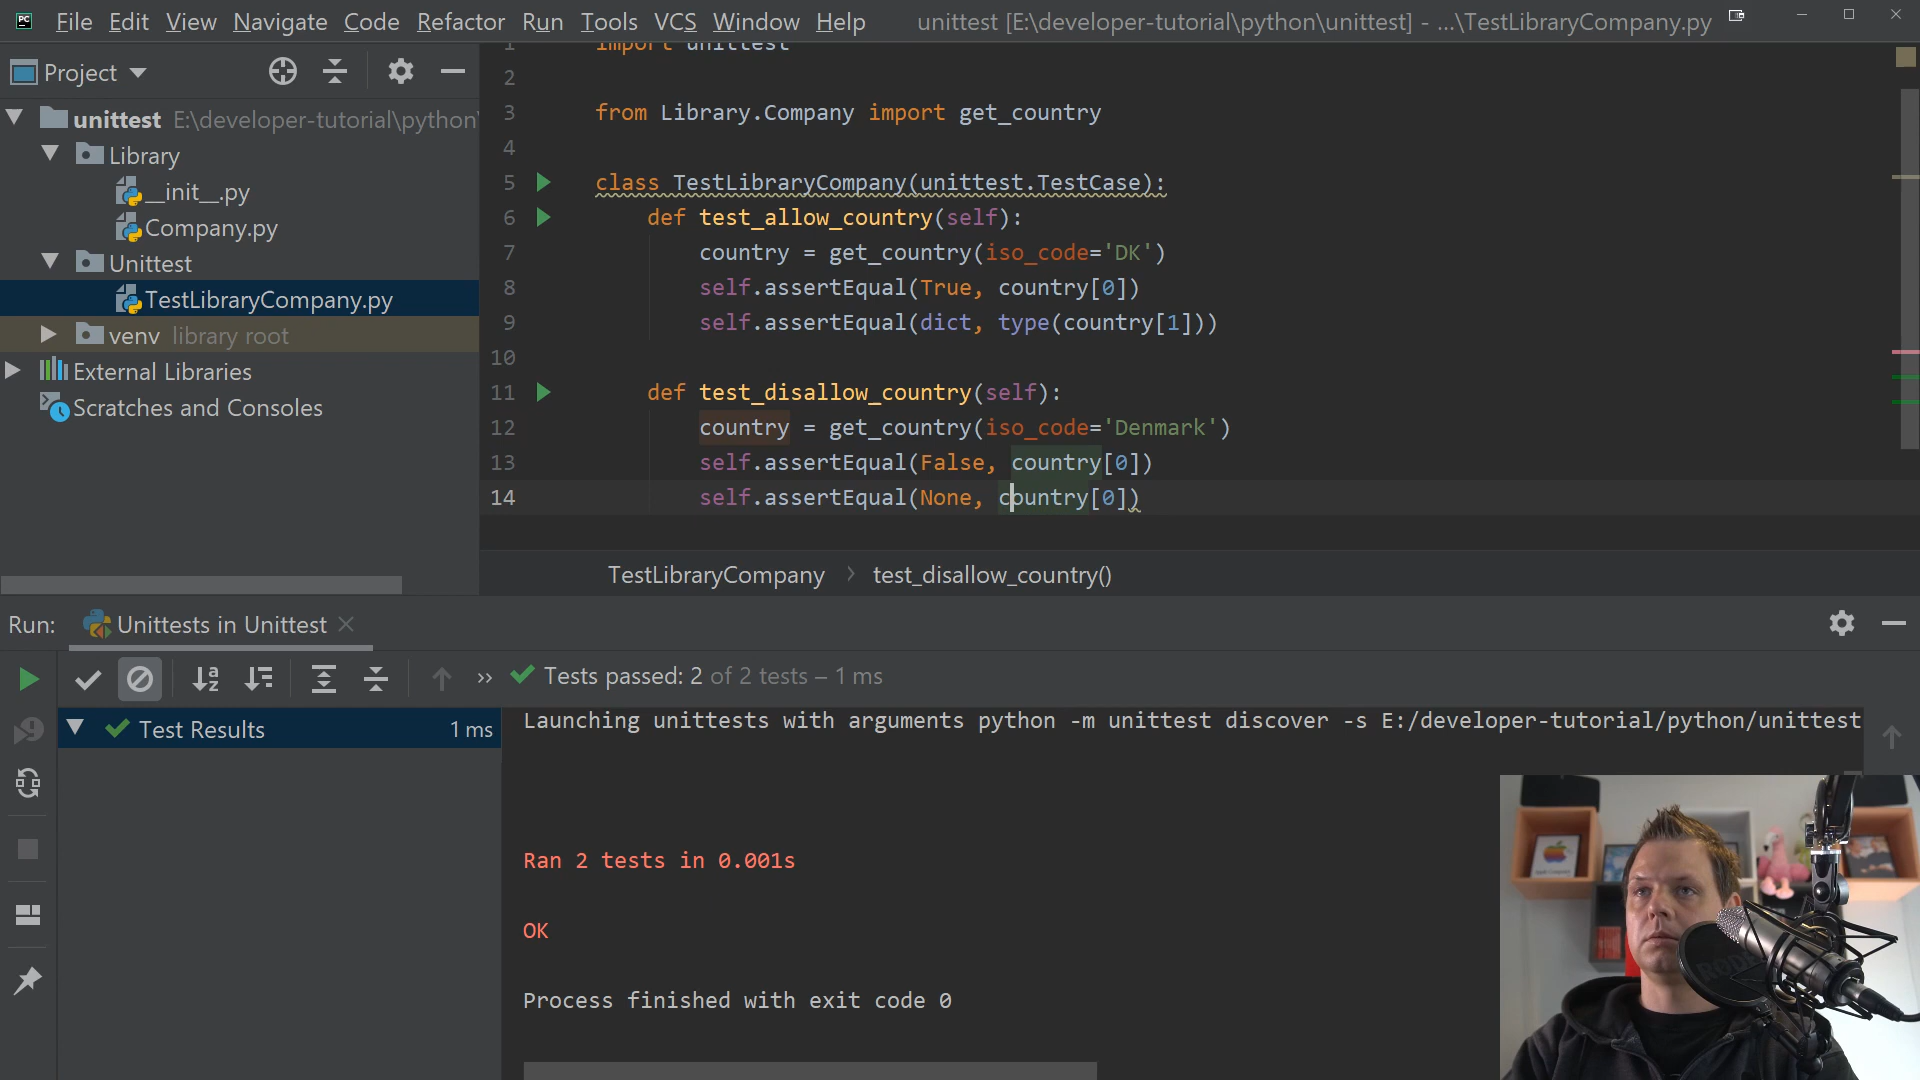 PC File Edit View Navigate Code Refactor Run Tools VCS Window Help unittest [E:\developer-tutorial\python\unittest] - ...\TestLibraryCompany.py
Project
unittest E:\developer-tutorial\python\
Library
__init__.py
Company.py
Unittest
TestLibraryCompany.py
venv library root
External Libraries
Scratches and Consoles
1 import unittest
2
3 from Library.Company import get_country
4
5 class TestLibraryCompany(unittest.TestCase):
6 def test_allow_country(self):
7 country = get_country(iso_code='DK')
8 self.assertEqual(True, country[0])
9 self.assertEqual(dict, type(country[1]))
10
11 def test_disallow_country(self):
12 country = get_country(iso_code='Denmark')
13 self.assertEqual(False, country[0])
14 self.assertEqual(None, country[0])
TestLibraryCompany > test_disallow_country()
Run: Unittests in Unittest
>> Tests passed: 2 of 2 tests – 1 ms
Test Results 1 ms
Launching unittests with arguments python -m unittest discover -s E:/developer-tutorial/python/unittest
Ran 2 tests in 0.001s
OK
Process finished with exit code 0